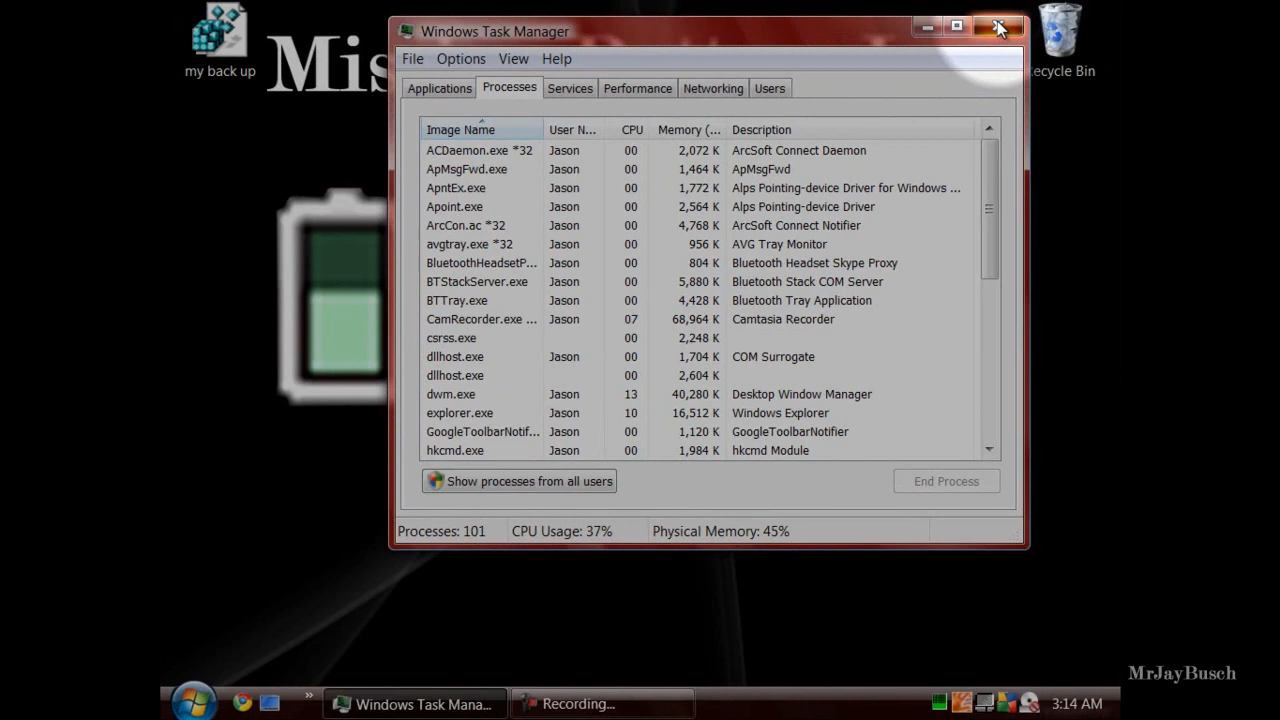 my back up
Mis
Recycle Bin
Windows Task Manager
File Options View Help
Applications Processes Services Performance Networking Users
Image Name User N... CPU Memory (... Description
ACDaemon.exe *32 Jason 00 2,072 K ArcSoft Connect Daemon
ApMsgFwd.exe Jason 00 1,464 K ApMsgFwd
ApntEx.exe Jason 00 1,772 K Alps Pointing-device Driver for Windows ...
Apoint.exe Jason 00 2,564 K Alps Pointing-device Driver
ArcCon.ac *32 Jason 00 4,768 K ArcSoft Connect Notifier
avgtray.exe *32 Jason 00 956 K AVG Tray Monitor
BluetoothHeadsetP... Jason 00 804 K Bluetooth Headset Skype Proxy
BTStackServer.exe Jason 00 5,880 K Bluetooth Stack COM Server
BTTray.exe Jason 00 4,428 K Bluetooth Tray Application
CamRecorder.exe ... Jason 07 68,964 K Camtasia Recorder
csrss.exe 00 2,248 K
dllhost.exe Jason 00 1,704 K COM Surrogate
dllhost.exe 00 2,604 K
dwm.exe Jason 13 40,280 K Desktop Window Manager
explorer.exe Jason 10 16,512 K Windows Explorer
GoogleToolbarNotif... Jason 00 1,120 K GoogleToolbarNotifier
hkcmd.exe Jason 00 1,984 K hkcmd Module
Show processes from all users End Process
Processes: 101 CPU Usage: 37% Physical Memory: 45%
MrJayBusch
» Windows Task Mana... Recording... 3:14 AM